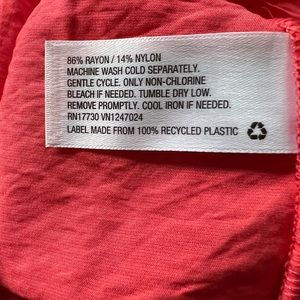 86% RAYON / 14% NYLON
MACHINE WASH COLD SEPARATELY.
GENTLE CYCLE. ONLY NON-CHLORINE
BLEACH IF NEEDED. TUMBLE DRY LOW.
REMOVE PROMPTLY. COOL IRON IF NEEDED.
RN17730 VN1247024
LABEL MADE FROM 100% RECYCLED PLASTIC